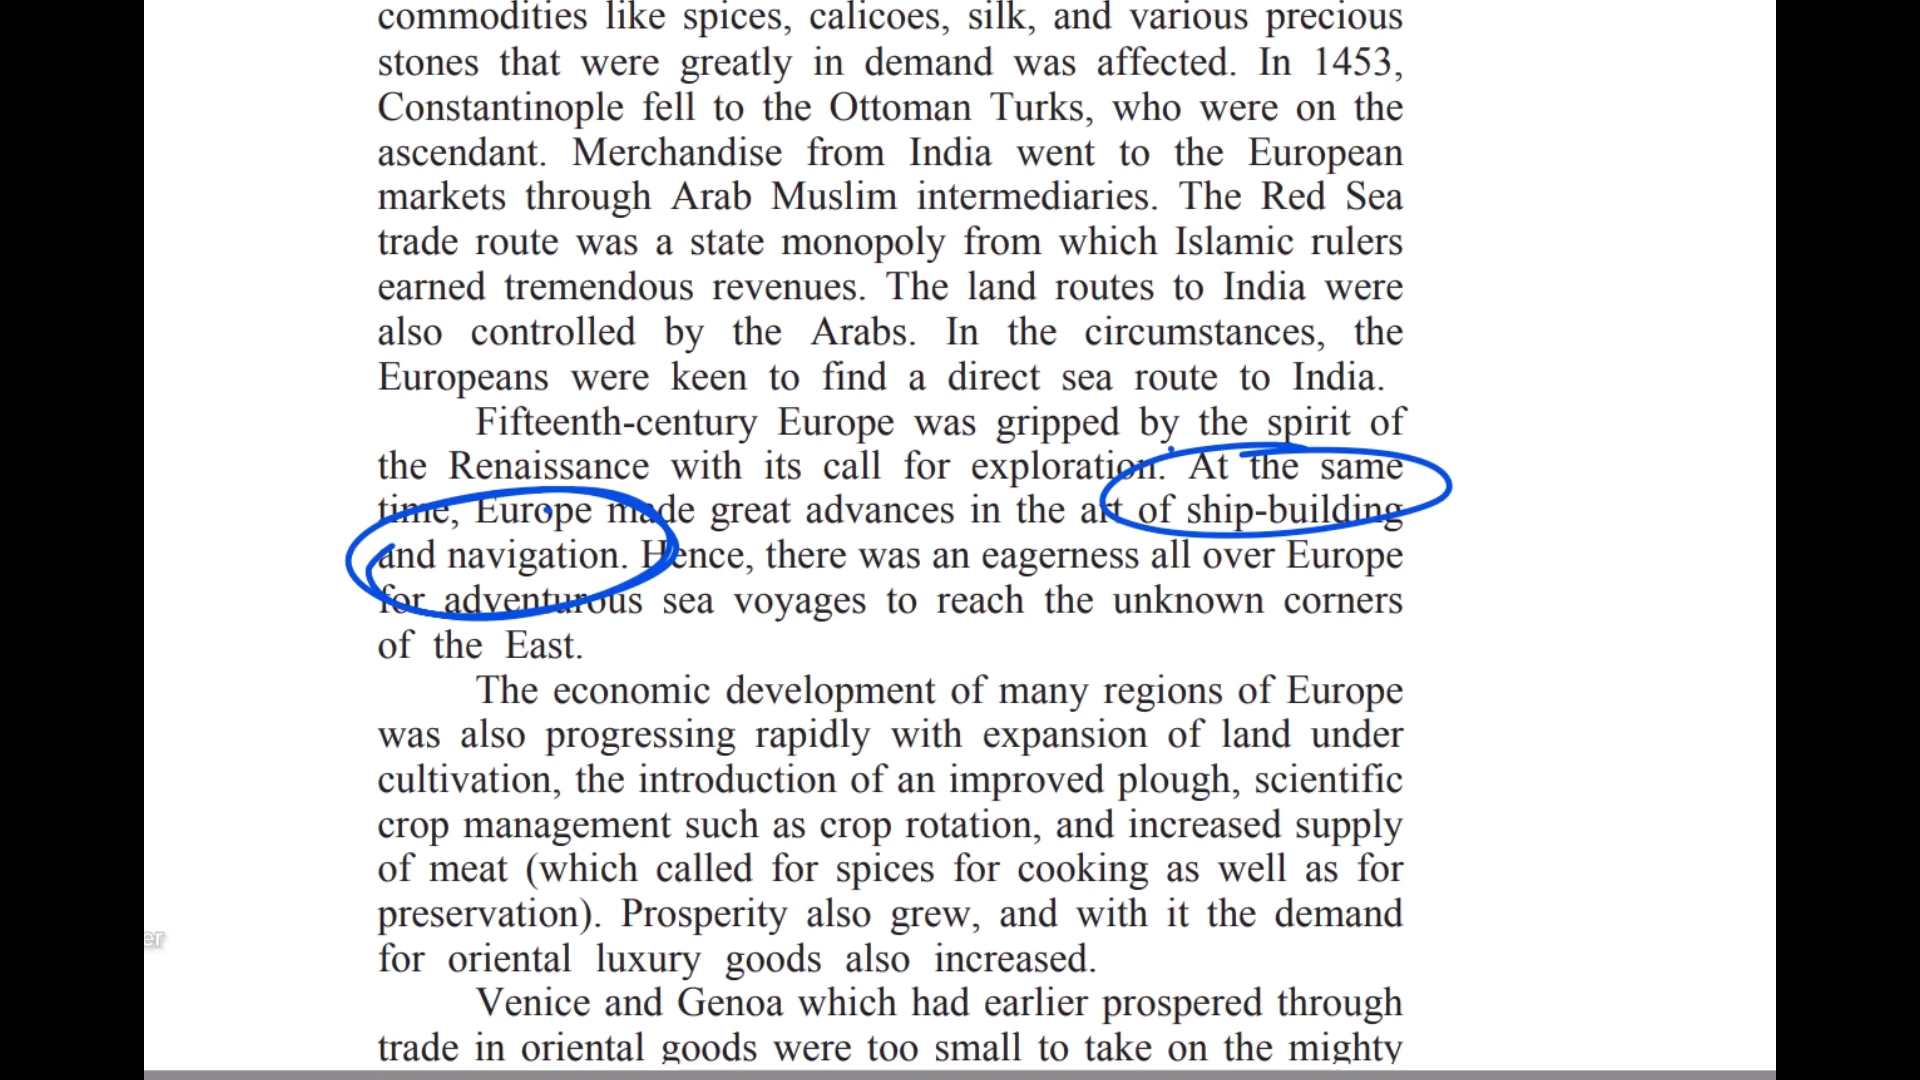 commodities like spices, calicoes, silk, and various precious
stones that were greatly in demand was affected. In 1453,
Constantinople fell to the Ottoman Turks, who were on the
ascendant. Merchandise from India went to the European
markets through Arab Muslim intermediaries. The Red Sea
trade route was a state monopoly from which Islamic rulers
earned tremendous revenues. The land routes to India were
also controlled by the Arabs. In the circumstances, the
Europeans were keen to find a direct sea route to India.
Fifteenth-century Europe was gripped by the spirit of
the Renaissance with its call for exploration. At the same
time, Europe made great advances in the art of ship-building
and navigation. Hence, there was an eagerness all over Europe
for adventurous sea voyages to reach the unknown corners
of the East.
The economic development of many regions of Europe
was also progressing rapidly with expansion of land under
cultivation, the introduction of an improved plough, scientific
crop management such as crop rotation, and increased supply
of meat (which called for spices for cooking as well as for
preservation). Prosperity also grew, and with it the demand
er
for oriental luxury goods also increased.
Venice and Genoa which had earlier prospered through
trade in oriental goods were too small to take on the mighty